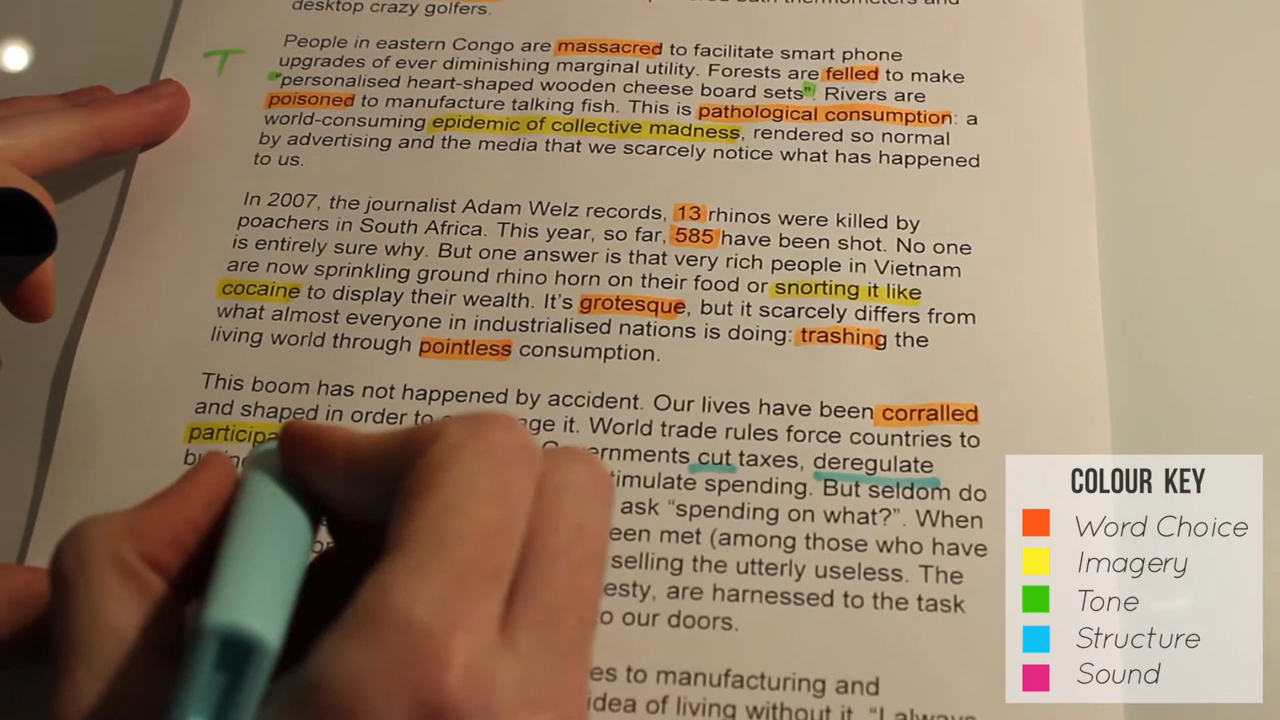 desktop crazy golfers.
T
People in eastern Congo are massacred to facilitate smart phone
upgrades of ever diminishing marginal utility. Forests are felled to make
"personalised heart-shaped wooden cheese board sets". Rivers are
poisoned to manufacture talking fish. This is pathological consumption: a
world-consuming epidemic of collective madness, rendered so normal
by advertising and the media that we scarcely notice what has happened
to us.
In 2007, the journalist Adam Welz records, 13 rhinos were killed by
poachers in South Africa. This year, so far, 585 have been shot. No one
is entirely sure why. But one answer is that very rich people in Vietnam
are now sprinkling ground rhino horn on their food or snorting it like
cocaine to display their wealth. It's grotesque, but it scarcely differs from
what almost everyone in industrialised nations is doing: trashing the
living world through pointless consumption.
This boom has not happened by accident. Our lives have been corralled
and shaped in order to it. World trade rules force countries to
cut taxes, deregulate
spending. But seldom do
ask "spending on what?". When
met (among those who have
selling the utterly useless. The
are harnessed to the task
our doors.
to manufacturing and
idea of living without it. "I always
COLOUR KEY
Word Choice
Imagery
Tone
Structure
Sound